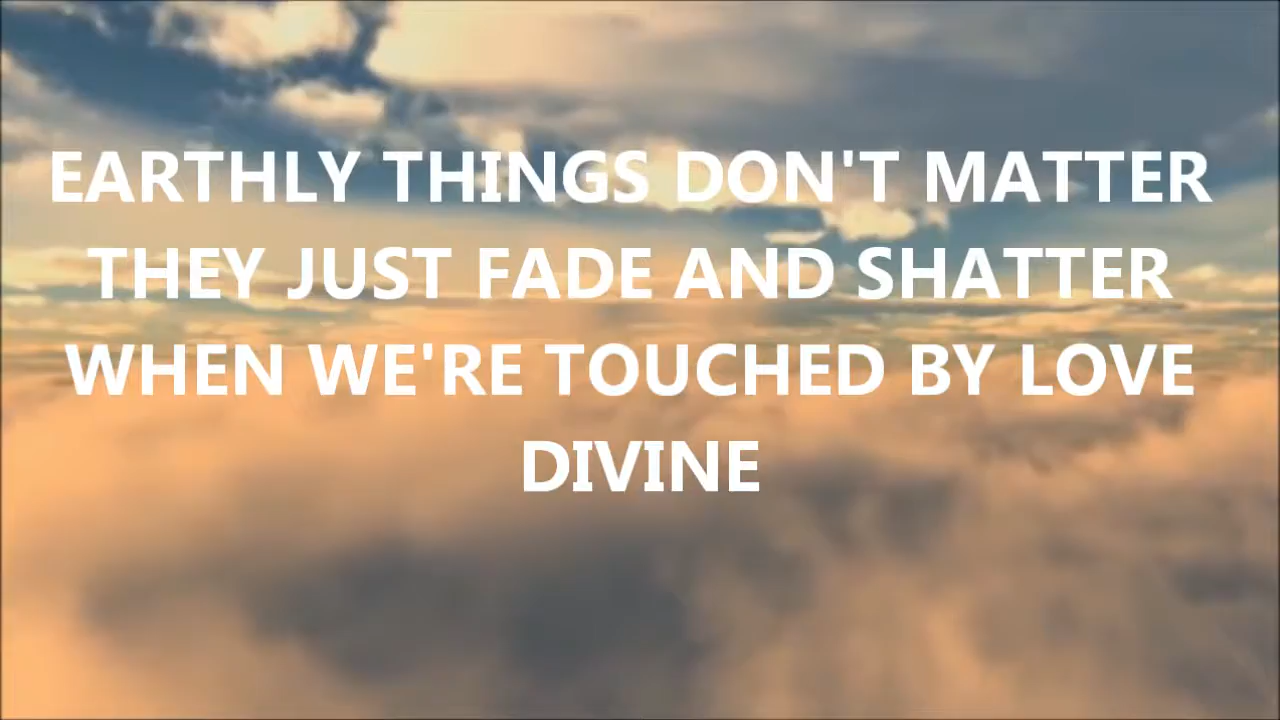 EARTHLY THINGS DON'T MATTER
THEY JUST FADE AND SHATTER
WHEN WE'RE TOUCHED BY LOVE
DIVINE